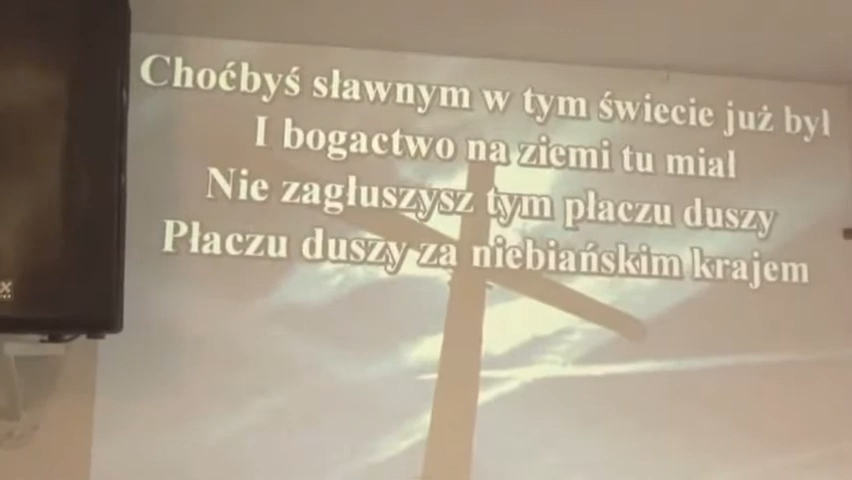 Choćbyś sławnym w tym świecie już był
I bogactwo na ziemi tu miał
Nie zagłuszysz tym płaczu duszy
Płaczu duszy za niebiańskim krajem